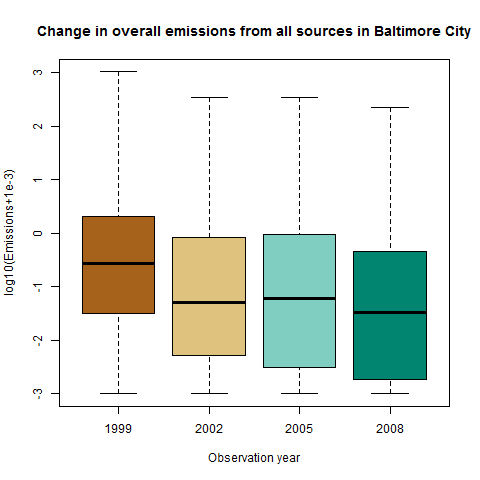 Change in overall emissions from all sources in Baltimore City
log10(Emissions+1e-3)
3
2
1
0
-1
-2
-3
1999 2002 2005 2008
Observation year